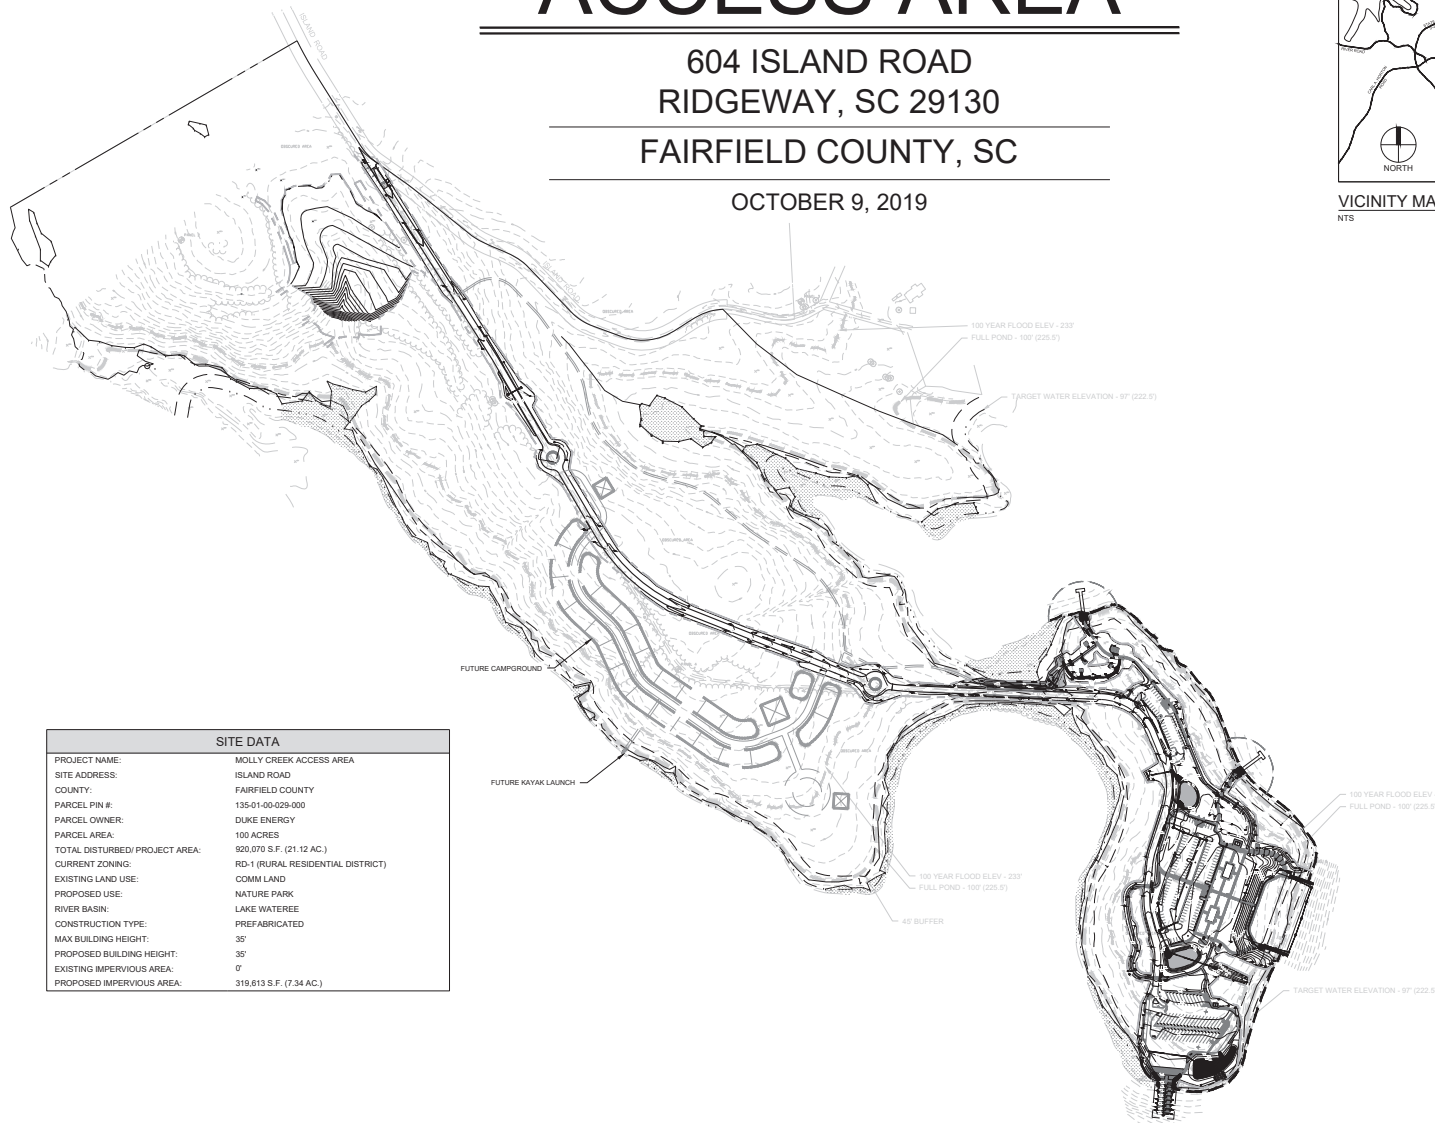 ACCESS AREA
604 ISLAND ROAD
RIDGEWAY, SC 29130
FAIRFIELD COUNTY, SC
OCTOBER 9, 2019
ISLAND ROAD
RIVER ROAD
NORTH
VICINITY MA
NTS
100 YEAR FLOOD ELEV - 233'
FULL POND - 100' (225.5')
TARGET WATER ELEVATION - 97' (222.5')
FUTURE CAMPGROUND
FUTURE KAYAK LAUNCH
100 YEAR FLOOD ELEV - 233'
FULL POND - 100' (225.5')
45' BUFFER
100 YEAR FLOOD ELEV
FULL POND - 100' (225.5
TARGET WATER ELEVATION - 97' (222.5
SITE DATA
PROJECT NAME: MOLLY CREEK ACCESS AREA
SITE ADDRESS: ISLAND ROAD
COUNTY: FAIRFIELD COUNTY
PARCEL PIN #: 135-01-00-029-000
PARCEL OWNER: DUKE ENERGY
PARCEL AREA: 100 ACRES
TOTAL DISTURBED/ PROJECT AREA: 920,070 S.F. (21.12 AC.)
CURRENT ZONING: RD-1 (RURAL RESIDENTIAL DISTRICT)
EXISTING LAND USE: COMM LAND
PROPOSED USE: NATURE PARK
RIVER BASIN: LAKE WATEREE
CONSTRUCTION TYPE: PREFABRICATED
MAX BUILDING HEIGHT: 35'
PROPOSED BUILDING HEIGHT: 35'
EXISTING IMPERVIOUS AREA: 0'
PROPOSED IMPERVIOUS AREA: 319,613 S.F. (7.34 AC.)